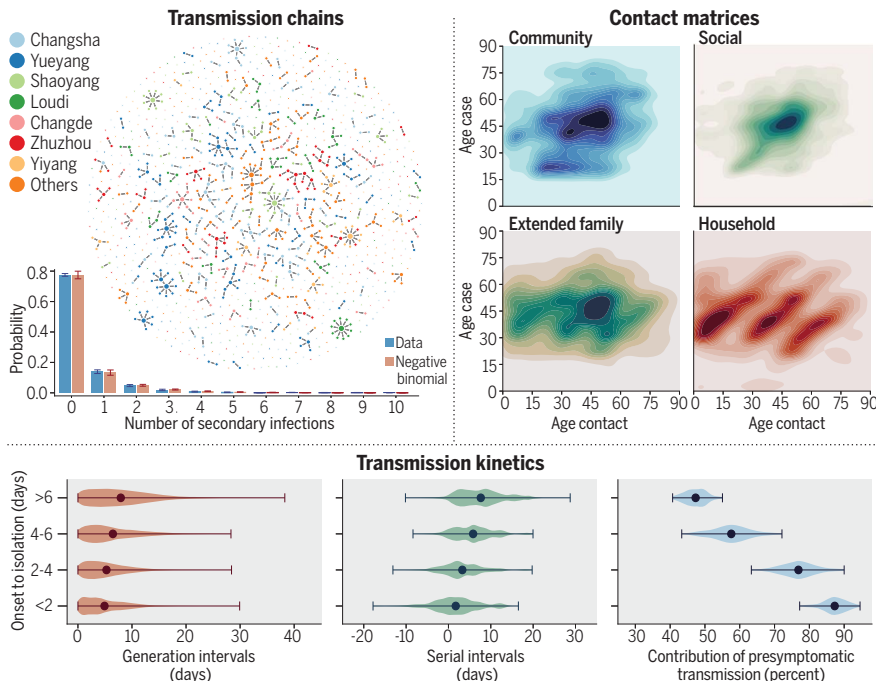 Transmission chains
Changsha
Yueyang
Shaoyang
Loudi
Changde
Zhuzhou
Yiyang
Others
Probability
0.8
0.6
0.4
0.2
0.0
0 1 2 3. 4 5 6 7 8 9 10
Number of secondary infections
Data
Negative
binomial
Contact matrices
Community
Social
Age case
90
75
60
45
30
15
0
Extended family
Household
Age case
90
75
60
45
30
15
0
0 15 30 45 60 75 90
Age contact
0 15 30 45 60 75 90
Age contact
Transmission kinetics
Onset to isolation (days)
>6
4-6
2-4
<2
0 10 20 30 40
Generation intervals
(days)
-20 -10 0 10 20 30
Serial intervals
(days)
30 40 50 60 70 80 90
Contribution of presymptomatic
transmission (percent)